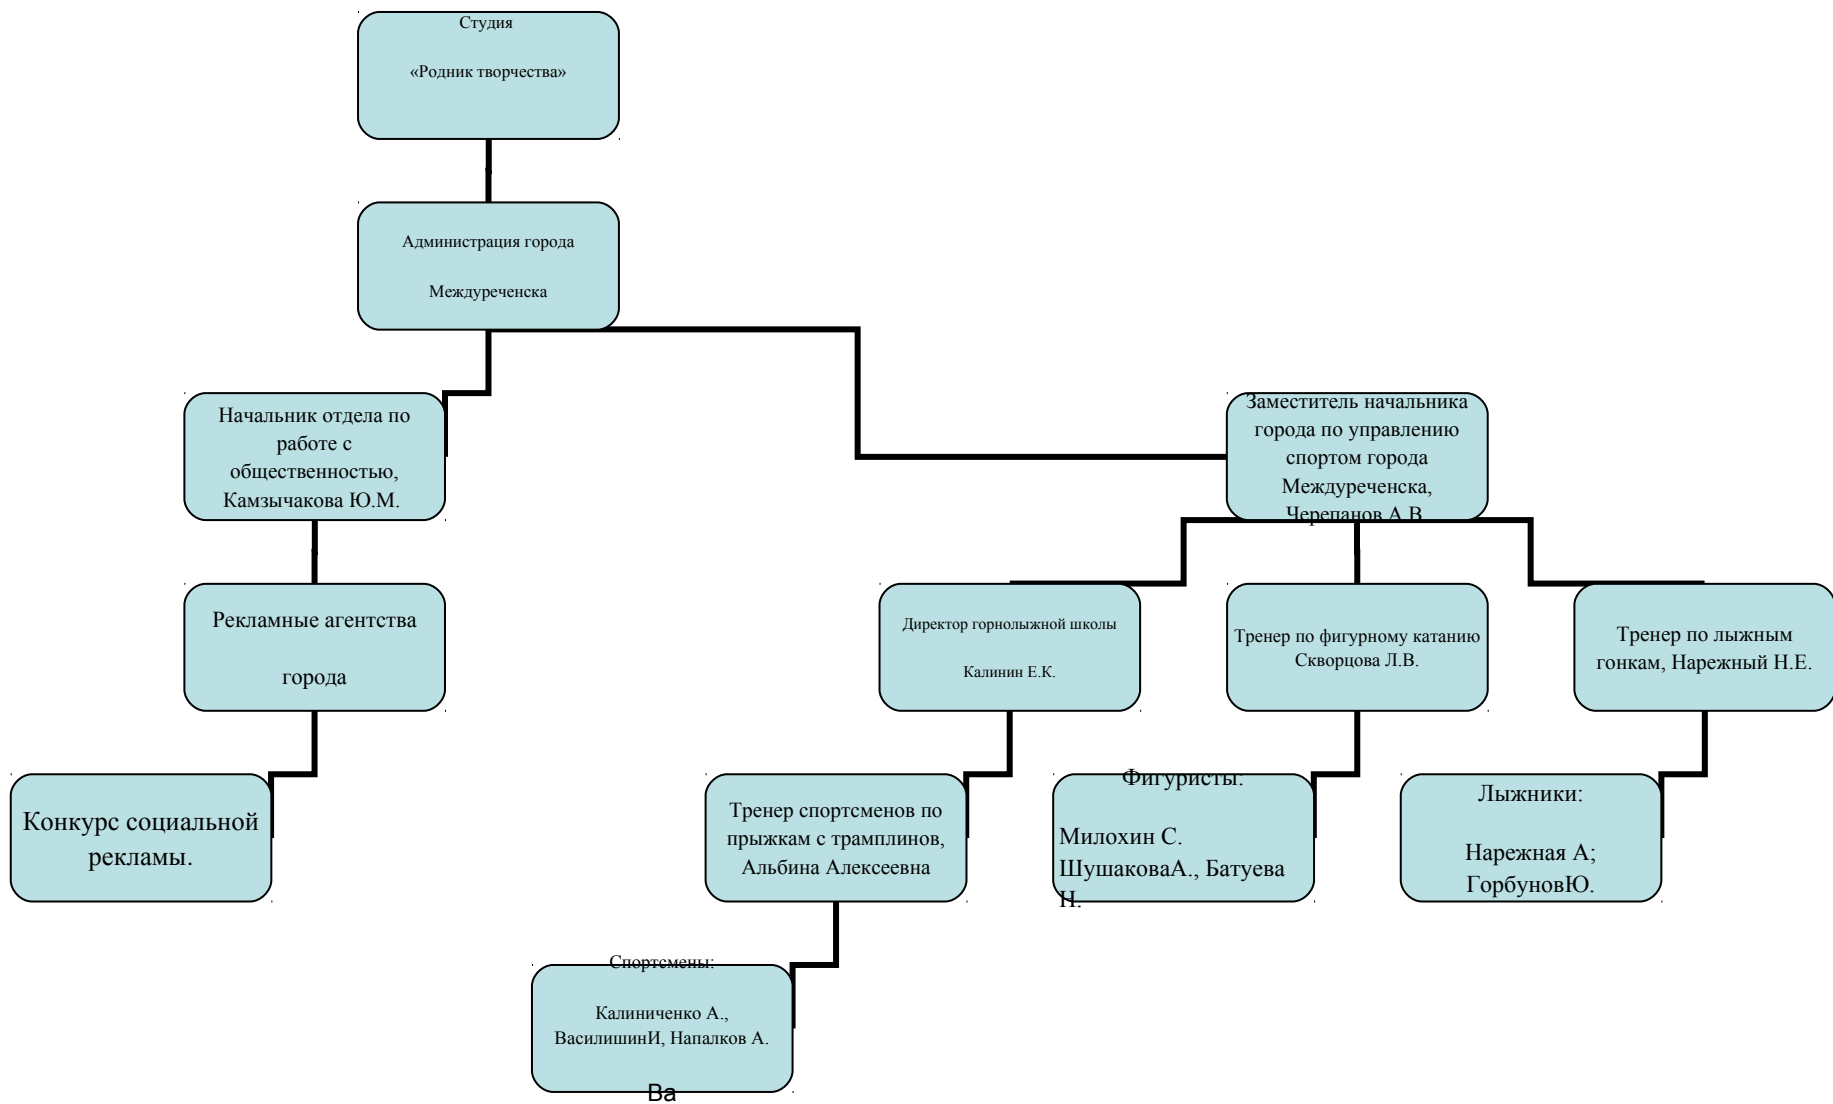 Студия
«Родник творчества»
Администрация города
Междуреченска
Начальник отдела по
работе с
общественностью,
Камзычакова Ю.М.
Заместитель начальника
города по управлению
спортом города
Междуреченска,
Черепанов А.В
Рекламные агентства
города
Директор горнолыжной школы
Калинин Е.К.
Тренер по фигурному катанию
Скворцова Л.В.
Тренер по лыжным
гонкам, Нарежный Н.Е.
Конкурс социальной
рекламы.
Тренер спортсменов по
прыжкам с трамплинов,
Альбина Алексеевна
Фигуристы:
Милохин С.
ШушаковаА., Батуева
Н.
Лыжники:
Нарежная А;
ГорбуновЮ.
Спортсмены:
Калиниченко А.,
ВасилишинИ, Напалков А.
Ва